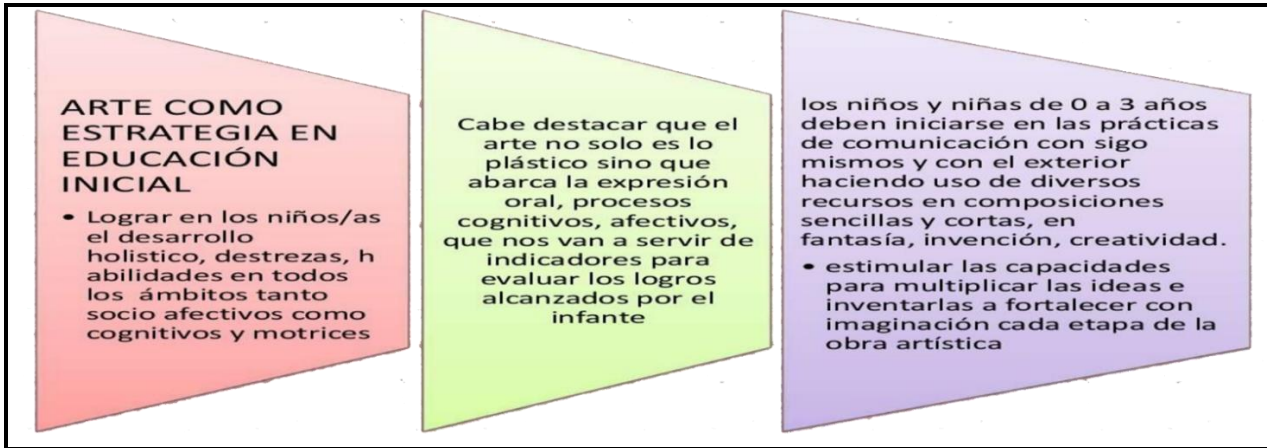 ARTE COMO
ESTRATEGIA EN
EDUCACIÓN
INICIAL
• Lograr en los niños/as
el desarrollo
holistico, destrezas, h
abilidades en todos
los ámbitos tanto
socio afectivos como
cognitivos y motrices
Cabe destacar que el
arte no solo es lo
plástico sino que
abarca la expresión
oral, procesos
cognitivos, afectivos,
que nos van a servir de
indicadores para
evaluar los logros
alcanzados por el
infante
los niños y niñas de 0 a 3 años
deben iniciarse en las prácticas
de comunicación con sigo
mismos y con el exterior
haciendo uso de diversos
recursos en composiciones
sencillas y cortas, en
fantasía, invención, creatividad.
• estimular las capacidades
para multiplicar las ideas e
inventarlas a fortalecer con
imaginación cada etapa de la
obra artística